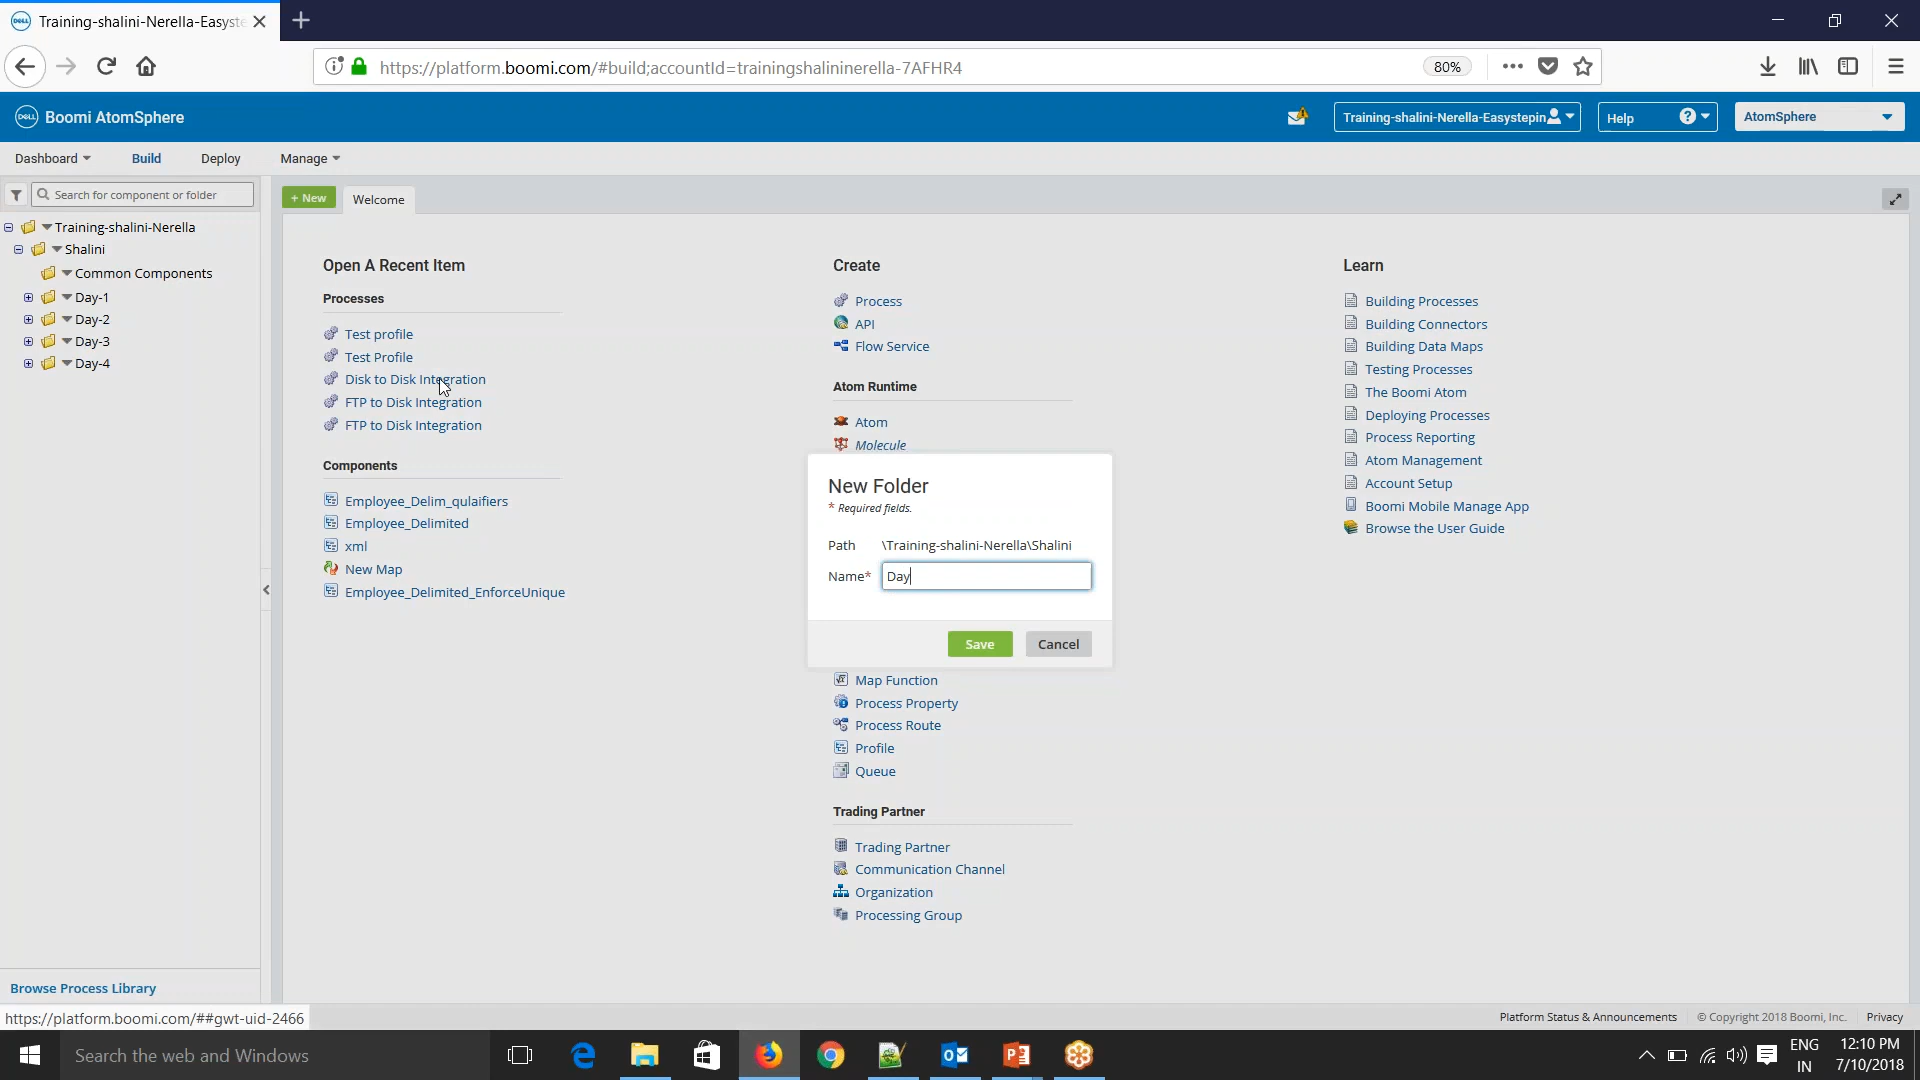 Training-shalini-Nerella-Easyste
https://platform.boomi.com/#build;accountId=trainingshalininerella-7AFHR4
80%
DELL
Boomi AtomSphere
Training-shalini-Nerella-Easystepin
Help
AtomSphere
Dashboard
Build
Deploy
Manage
Search for component or folder
+ New
Welcome
Training-shalini-Nerella
Shalini
Common Components
Day-1
Day-2
Day-3
Day-4
Open A Recent Item
Processes
Test profile
Test Profile
Disk to Disk Integration
FTP to Disk Integration
FTP to Disk Integration
Components
Employee_Delim_qulaifiers
Employee_Delimited
xml
New Map
Employee_Delimited_EnforceUnique
Create
Process
API
Flow Service
Atom Runtime
Atom
Molecule
New Folder
* Required fields.
Path \Training-shalini-Nerella\Shalini
Name* Day
Save
Cancel
Map Function
Process Property
Process Route
Profile
Queue
Trading Partner
Trading Partner
Communication Channel
Organization
Processing Group
Learn
Building Processes
Building Connectors
Building Data Maps
Testing Processes
The Boomi Atom
Deploying Processes
Process Reporting
Atom Management
Account Setup
Boomi Mobile Manage App
Browse the User Guide
Browse Process Library
https://platform.boomi.com/##gwt-uid-2466
Platform Status & Announcements
© Copyright 2018 Boomi, Inc.
Privacy
Search the web and Windows
ENG
IN
12:10 PM
7/10/2018